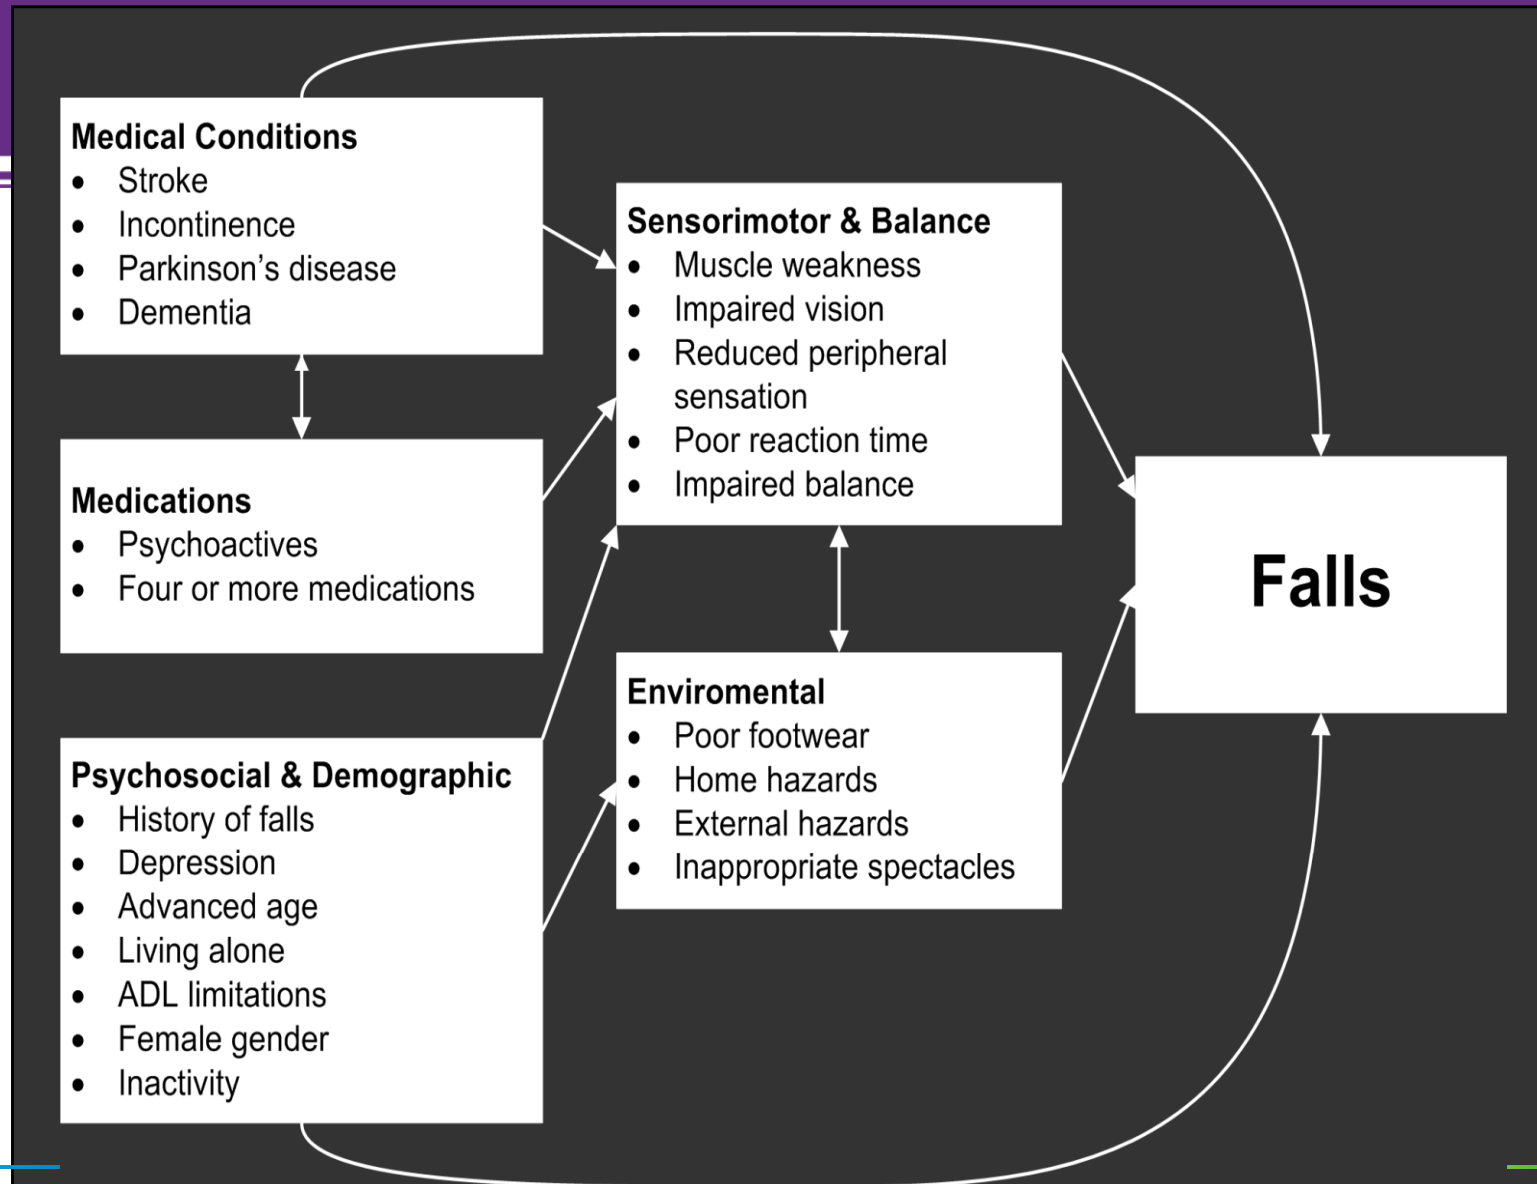 Medical Conditions
• Stroke
• Incontinence
• Parkinson’s disease
• Dementia
Medications
• Psychoactives
• Four or more medications
Psychosocial & Demographic
• History of falls
• Depression
• Advanced age
• Living alone
• ADL limitations
• Female gender
• Inactivity
Sensorimotor & Balance
• Muscle weakness
• Impaired vision
• Reduced peripheral
sensation
• Poor reaction time
• Impaired balance
Enviromental
• Poor footwear
• Home hazards
• External hazards
• Inappropriate spectacles
Falls